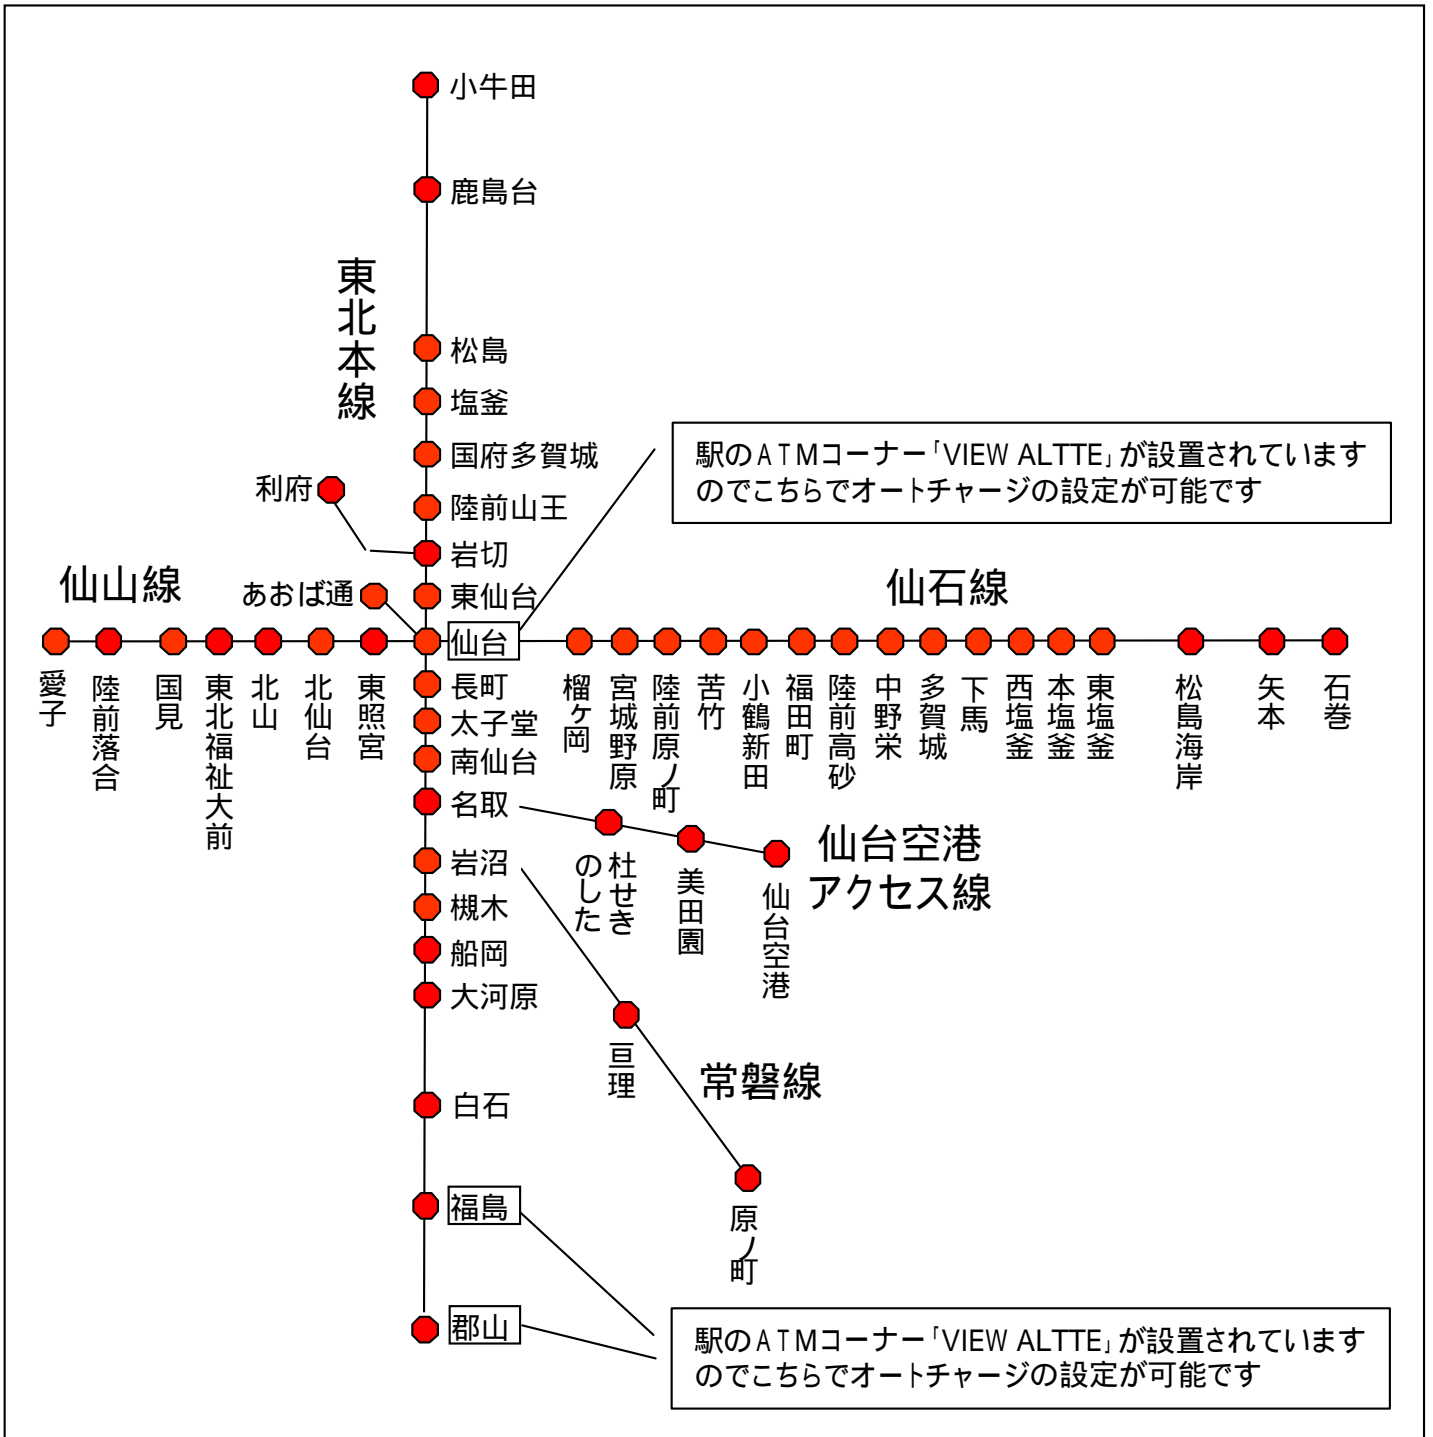 小牛田
鹿島台
東北本線
松島
塩釜
国府多賀城
利府
陸前山王
岩切
あおば通
東仙台
仙台
駅のATMコーナー「VIEW ALTTE」が設置されています
のでこちらでオートチャージの設定が可能です
仙山線
愛子
陸前落合
国見
東北福祉大前
北山
北仙台
東照宮
仙石線
榴ヶ岡
宮城野原
陸前原ノ町
苦竹
小鶴新田
福田町
陸前高砂
中野栄
多賀城
下馬
西塩釜
本塩釜
東塩釜
松島海岸
矢本
石巻
長町
太子堂
南仙台
名取
岩沼
槻木
船岡
大河原
白石
福島
郡山
杜せき
のした
美田園
仙台空港
仙台空港
アクセス線
亘理
常磐線
原ノ町
駅のATMコーナー「VIEW ALTTE」が設置されています
のでこちらでオートチャージの設定が可能です